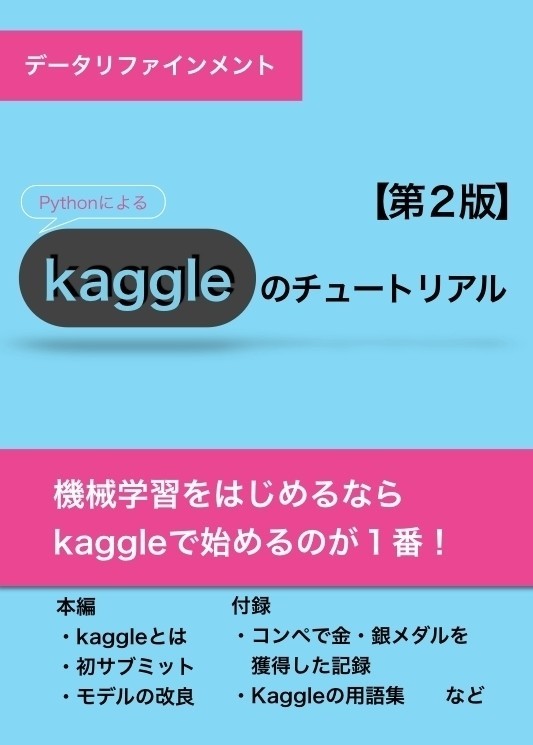 データリファインメント
Pythonによる
【第２版】
kaggleのチュートリアル
機械学習をはじめるなら
kaggleで始めるのが１番！
本編
・kaggleとは
・初サブミット
・モデルの改良
付録
・コンペで金・銀メダルを
獲得した記録
・Kaggleの用語集　など